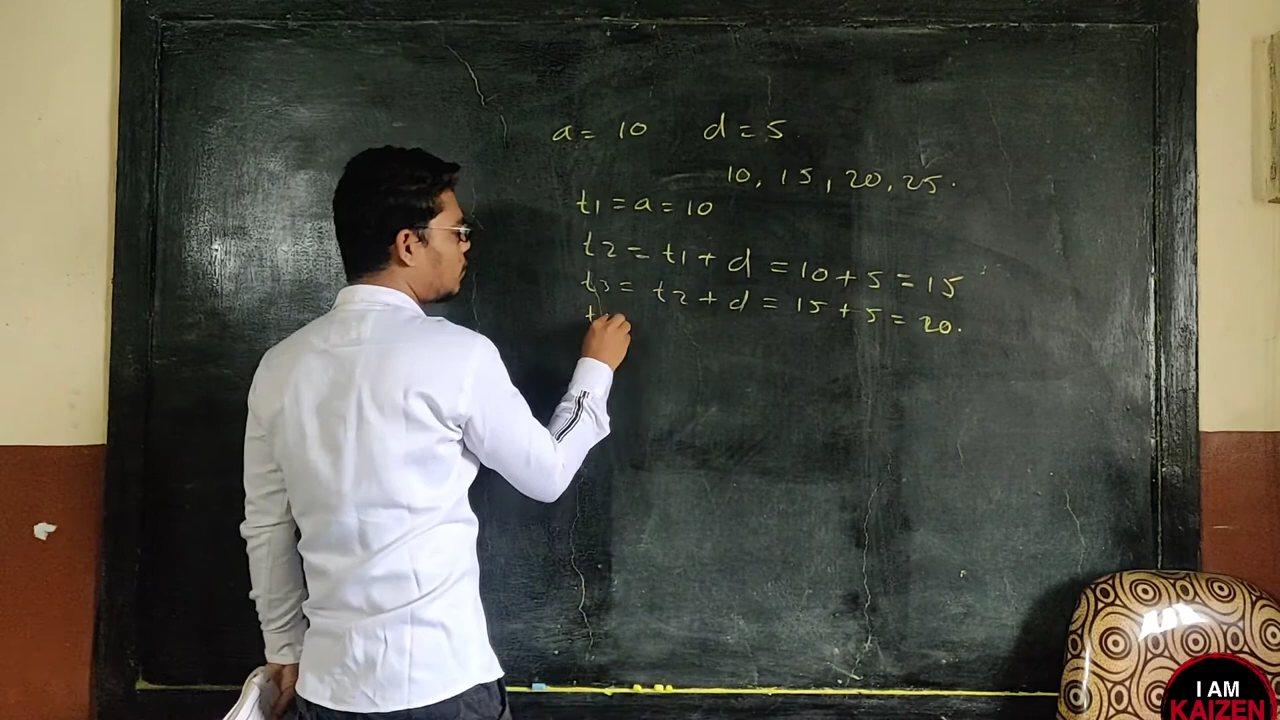 a = 10 d = 5
10, 15, 20, 25.
t1 = a = 10
t2 = t1 + d = 10 + 5 = 15
t3 = t2 + d = 15 + 5 = 20.
t
I AM
KAIZEN